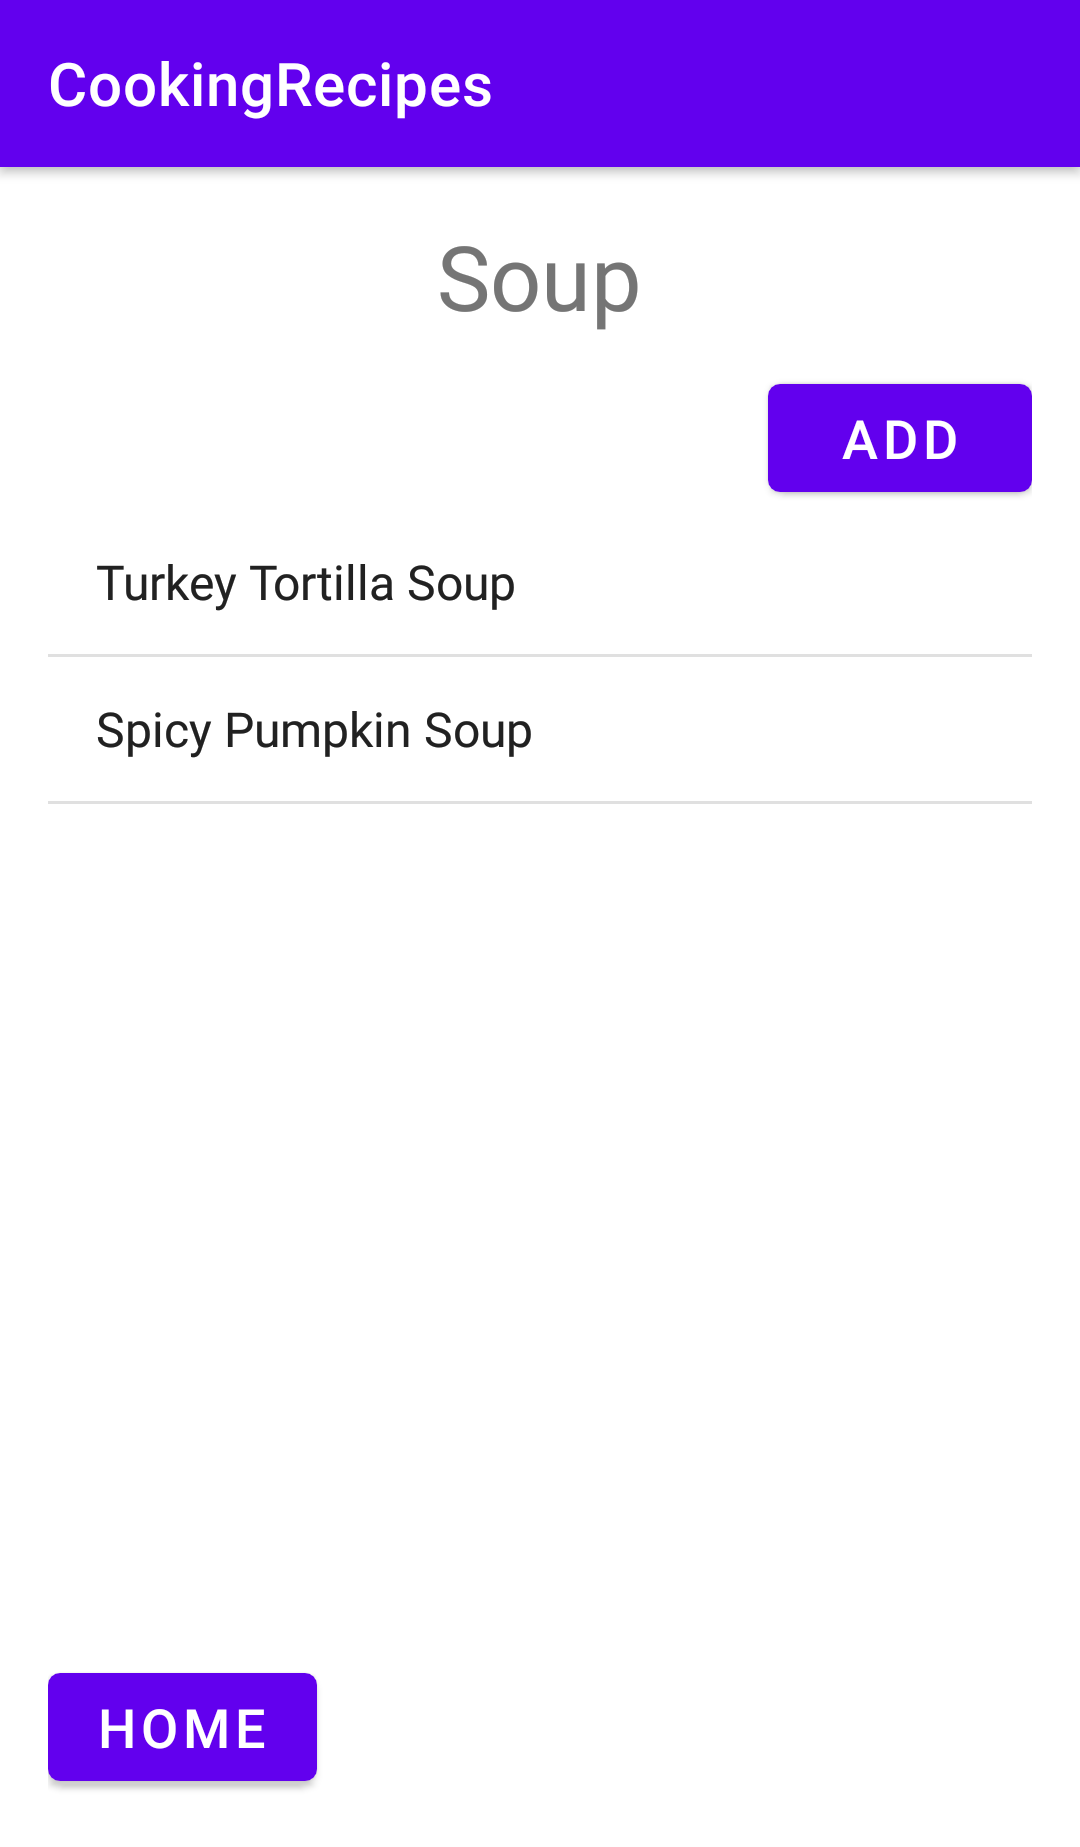 CookingRecipes
Soup
ADD
Turkey Tortilla Soup
Spicy Pumpkin Soup
HOME